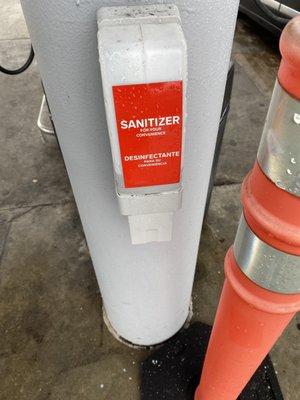 SANITIZER
FOR YOUR
CONVENIENCE
DESINFECTANTE
PARA SU
CONVENIENCIA